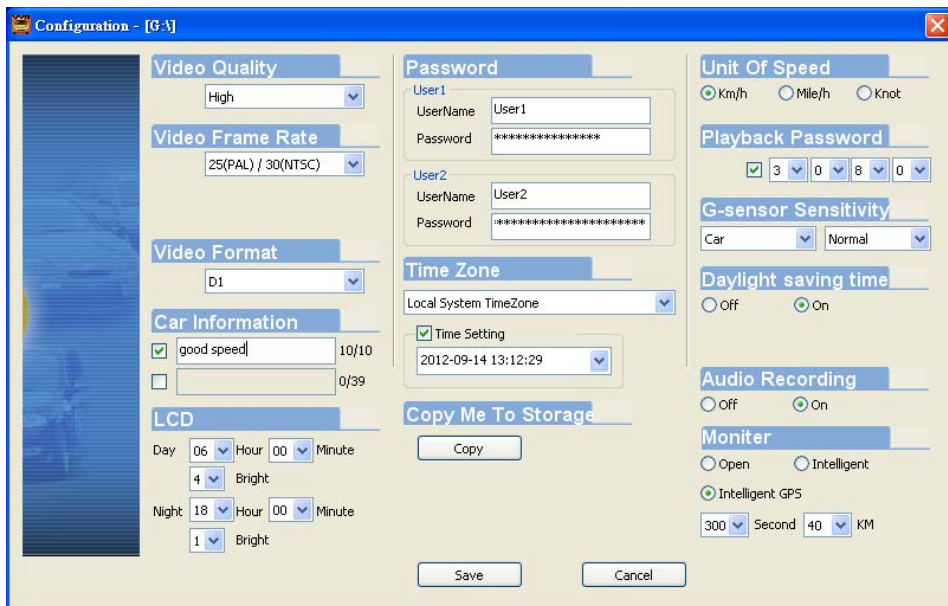 Configuration - [G:\]
Video Quality
High
Video Frame Rate
25(PAL) / 30(NTSC)
Video Format
D1
Car Information
good speed 10/10
0/39
LCD
Day 06 Hour 00 Minute
4 Bright
Night 18 Hour 00 Minute
1 Bright
Password
User1
UserName User1
Password ***************
User2
UserName User2
Password **********************
Time Zone
Local System TimeZone
Time Setting
2012-09-14 13:12:29
Copy Me To Storage
Copy
Save Cancel
Unit Of Speed
Km/h Mile/h Knot
Playback Password
3 0 8 0
G-sensor Sensitivity
Car Normal
Daylight saving time
Off On
Audio Recording
Off On
Moniter
Open Intelligent
Intelligent GPS
300 Second 40 KM